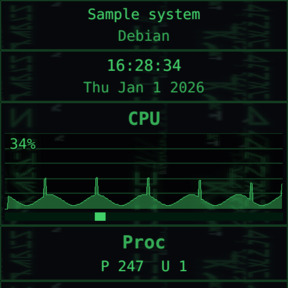 Sample system
Debian
16:28:34
Thu Jan 1 2026
CPU
34%
Proc
P 247 U 1